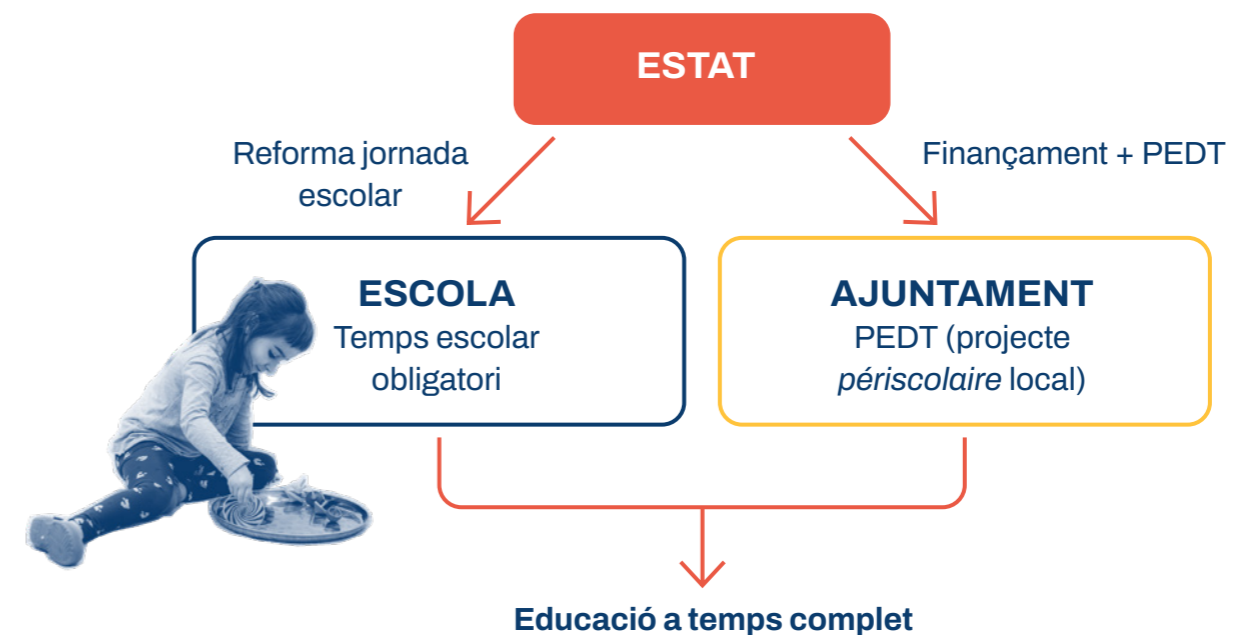 ESTAT
Reforma jornada
escolar
Finançament + PEDT
ESCOLA
Temps escolar
obligatori
AJUNTAMENT
PEDT (projecte
périscolaire local)
Educació a temps complet